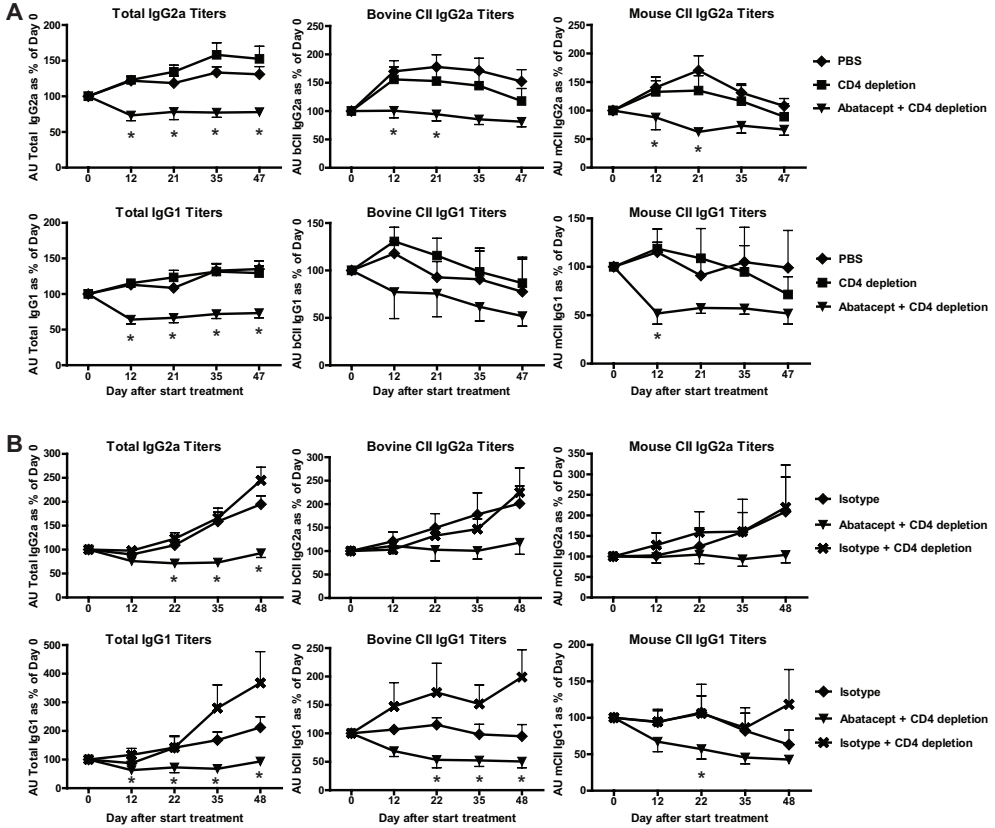 A
Total IgG2a Titers
AU Total IgG2a as % of Day 0
200
150
100
50
0
0 12 21 35 47
* * * *
Bovine CII IgG2a Titers
AU bCII IgG2a as % of Day 0
250
200
150
100
50
0
0 12 21 35 47
* *
Mouse CII IgG2a Titers
AU mCII IgG2a as % of Day 0
250
200
150
100
50
0
0 12 21 35 47
* *
PBS
CD4 depletion
Abatacept + CD4 depletion
Total IgG1 Titers
AU Total IgG1 as % of Day 0
200
150
100
50
0
0 12 21 35 47
* * * *
Day after start treatment
Bovine CII IgG1 Titers
AU bCII IgG1 as % of Day 0
150
100
50
0
0 12 21 35 47
Day after start treatment
Mouse CII IgG1 Titers
AU mCII IgG1 as % of Day 0
150
100
50
0
0 12 21 35 47
*
Day after start treatment
PBS
CD4 depletion
Abatacept + CD4 depletion
B
Total IgG2a Titers
AU Total IgG2a as % of Day 0
300
250
200
150
100
50
0
0 12 22 35 48
* * *
Bovine CII IgG2a Titers
AU bCII IgG2a as % of Day 0
300
250
200
150
100
50
0
0 12 22 35 48
Mouse CII IgG2a Titers
AU mCII IgG2a as % of Day 0
350
300
250
200
150
100
50
0
0 12 22 35 48
Isotype
Abatacept + CD4 depletion
Isotype + CD4 depletion
Total IgG1 Titers
AU Total IgG1 as % of Day 0
500
400
300
200
100
0
0 12 22 35 48
* * * *
Day after start treatment
Bovine CII IgG1 Titers
AU bCII IgG1 as % of Day 0
250
200
150
100
50
0
0 12 22 35 48
* * *
Day after start treatment
Mouse CII IgG1 Titers
AU mCII IgG1 as % of Day 0
200
150
100
50
0
0 12 22 35 48
*
Day after start treatment
Isotype
Abatacept + CD4 depletion
Isotype + CD4 depletion